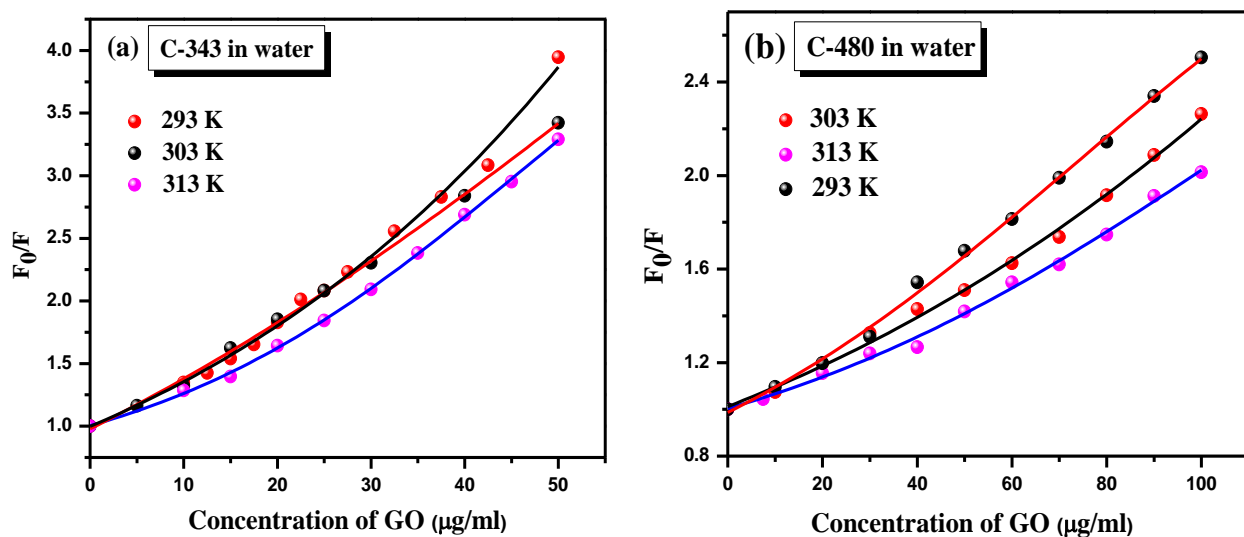 (a) C-343 in water
293 K
303 K
313 K
F0/F
4.0
3.5
3.0
2.5
2.0
1.5
1.0
0 10 20 30 40 50
Concentration of GO (μg/ml)
(b) C-480 in water
303 K
313 K
293 K
F0/F
2.4
2.0
1.6
1.2
0.8
0 20 40 60 80 100
Concentration of GO (μg/ml)